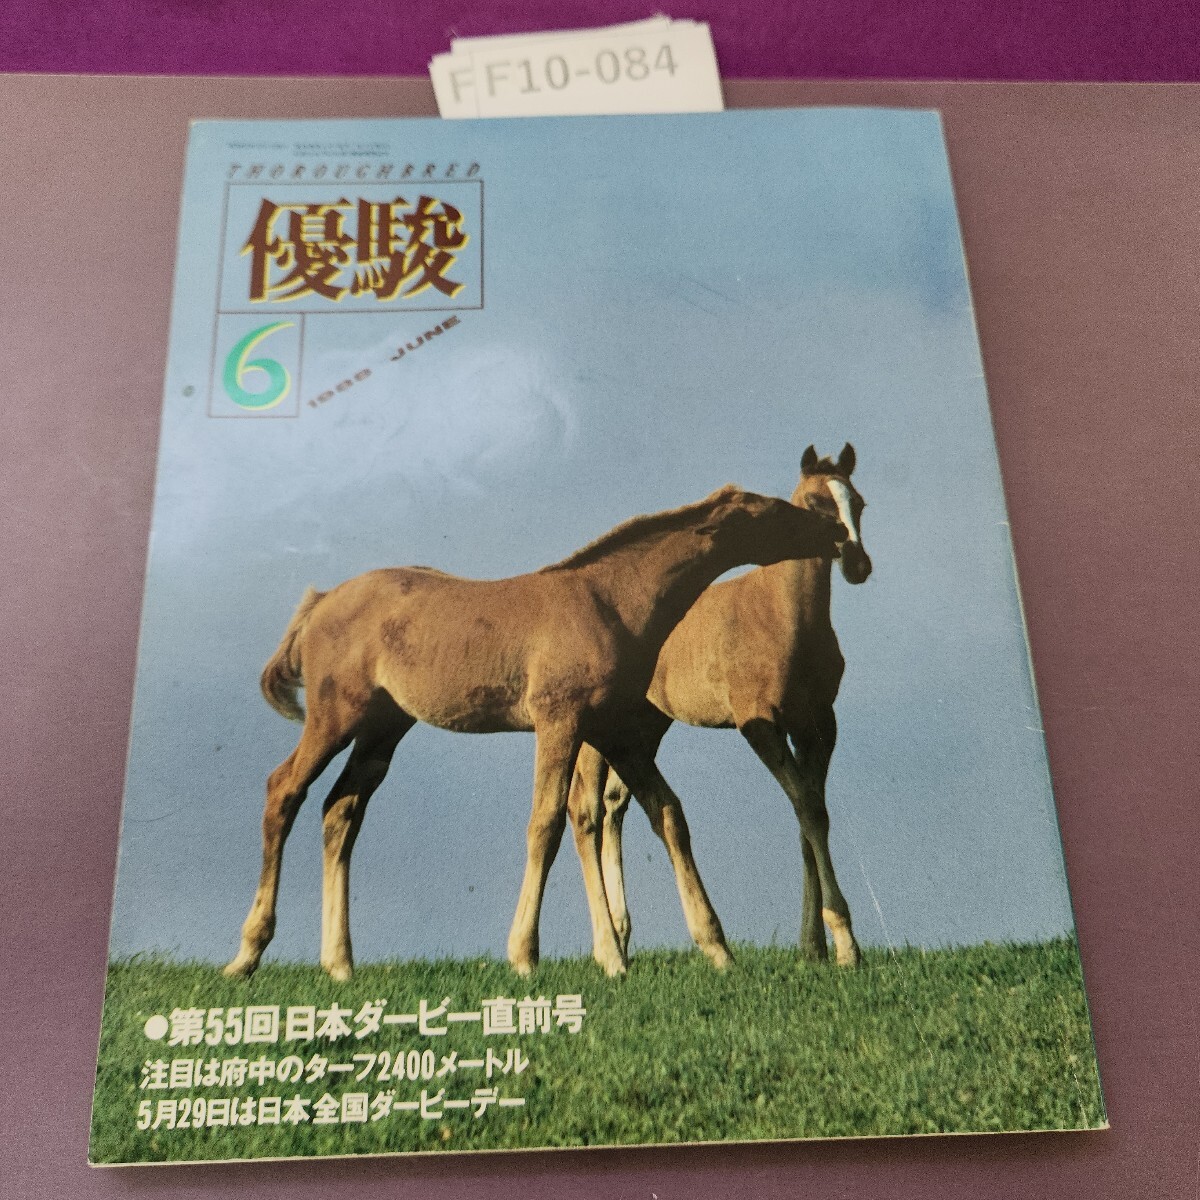 F F10-084
THOROUGHBRED
優駿
6
1988 JUNE
●第55回日本ダービー直前号
注目は府中のターフ2400メートル
5月29日は日本全国ダービーデー